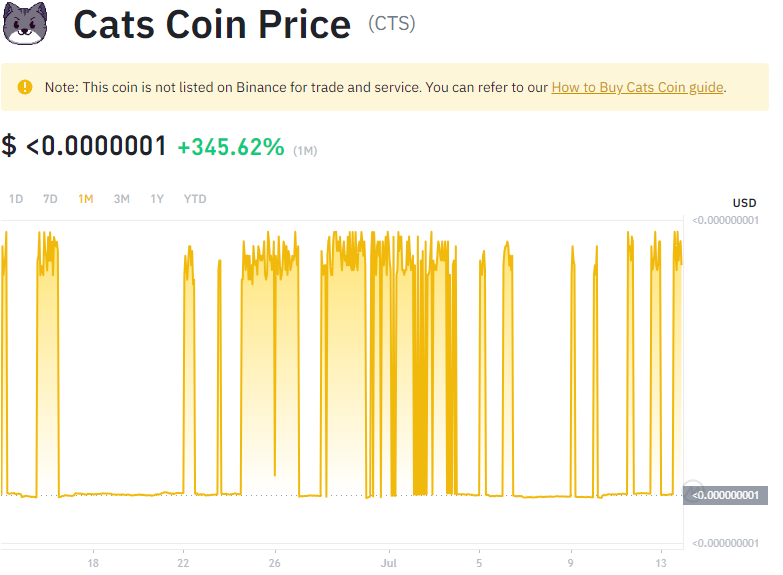 Cats Coin Price (CTS)
Note: This coin is not listed on Binance for trade and service. You can refer to our How to Buy Cats Coin guide.
$ <0.0000001 +345.62% (1M)
1D 7D 1M 3M 1Y YTD
USD
<0.000000001
<0.000000001
<0.000000001
18 22 26 Jul 5 9 13